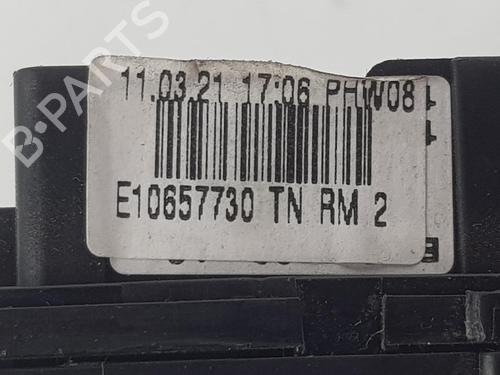 B-PARTS
11.03.21 17:06 PHW08
E10657730 TN RM 2